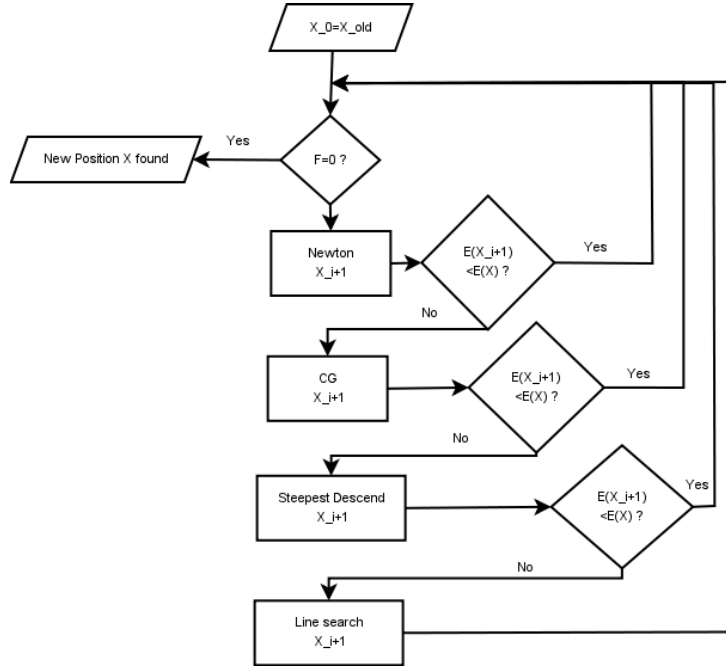 X_0=X_old
Yes
New Position X found
F=0 ?
Newton
X_i+1
E(X_i+1)
<E(X) ?
Yes
No
CG
X_i+1
E(X_i+1)
<E(X) ?
Yes
No
Steepest Descend
X_i+1
E(X_i+1)
<E(X) ?
Yes
No
Line search
X_i+1